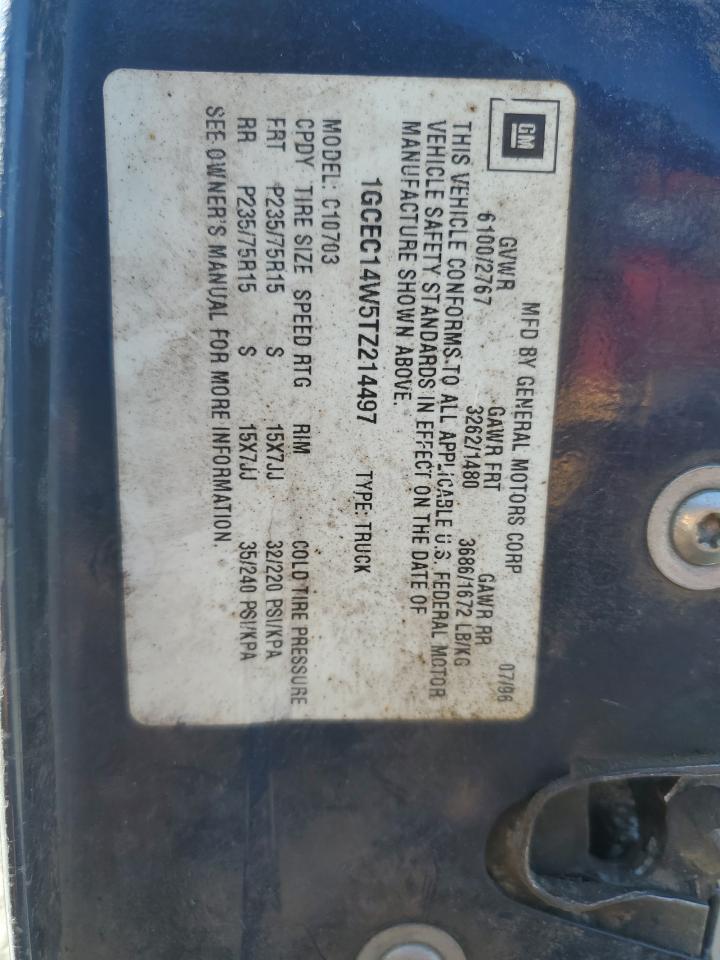 GM
MFD BY GENERAL MOTORS CORP 07/96
GVWR GAWR FRT GAWR RR
6100/2767 3262/1480 3686/1672 LB/KG
THIS VEHICLE CONFORMS TO ALL APPLICABLE U.S. FEDERAL MOTOR
VEHICLE SAFETY STANDARDS IN EFFECT ON THE DATE OF
MANUFACTURE SHOWN ABOVE.
1GCEC14W5TZ214497 TYPE: TRUCK
MODEL: C10703
CPDY TIRE SIZE SPEED RTG RIM COLD TIRE PRESSURE
FRT P235/75R15 S 15X7JJ 32/220 PSI/KPA
RR P235/75R15 S 15X7JJ 35/240 PSI/KPA
SEE OWNER'S MANUAL FOR MORE INFORMATION.